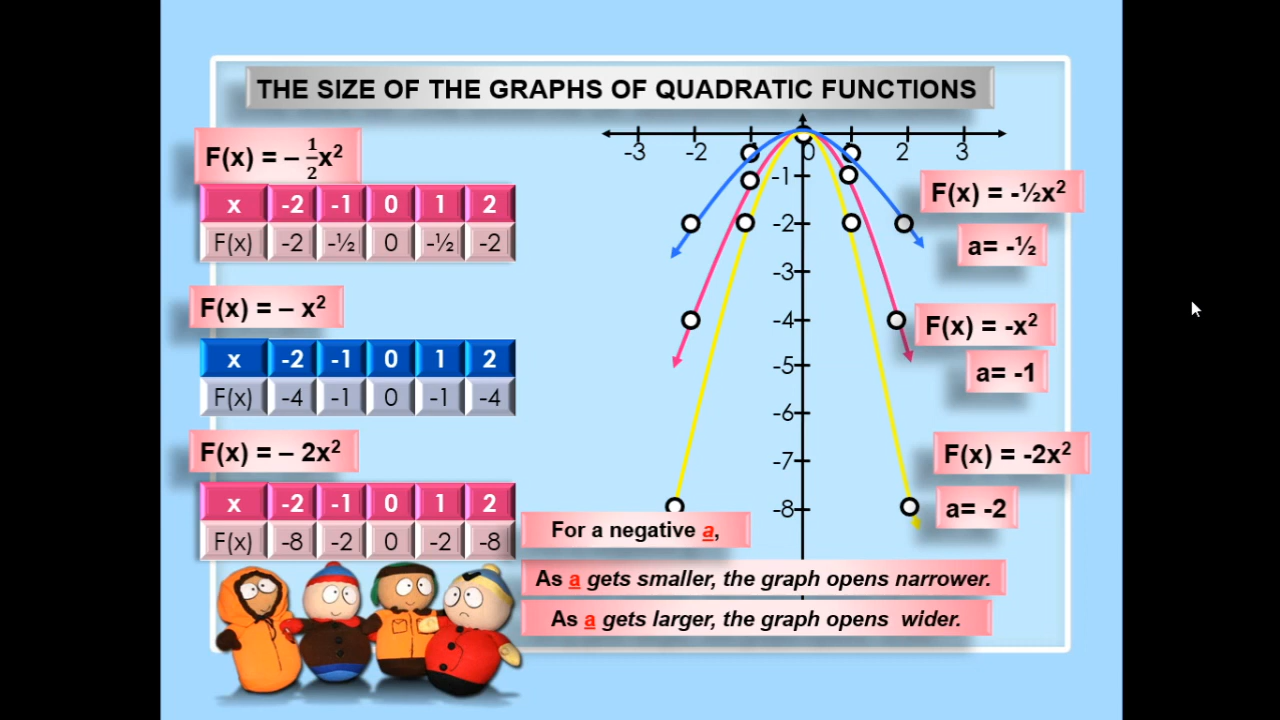 THE SIZE OF THE GRAPHS OF QUADRATIC FUNCTIONS
F(x) = – 1/2 x²
x -2 -1 0 1 2
F(x) -2 -½ 0 -½ -2
F(x) = – x²
x -2 -1 0 1 2
F(x) -4 -1 0 -1 -4
F(x) = – 2x²
x -2 -1 0 1 2
F(x) -8 -2 0 -2 -8
-3 -2 0 2 3
-1
-2
-3
-4
-5
-6
-7
-8
F(x) = -½x²
a= -½
F(x) = -x²
a= -1
F(x) = -2x²
a= -2
For a negative a,
As a gets smaller, the graph opens narrower.
As a gets larger, the graph opens wider.